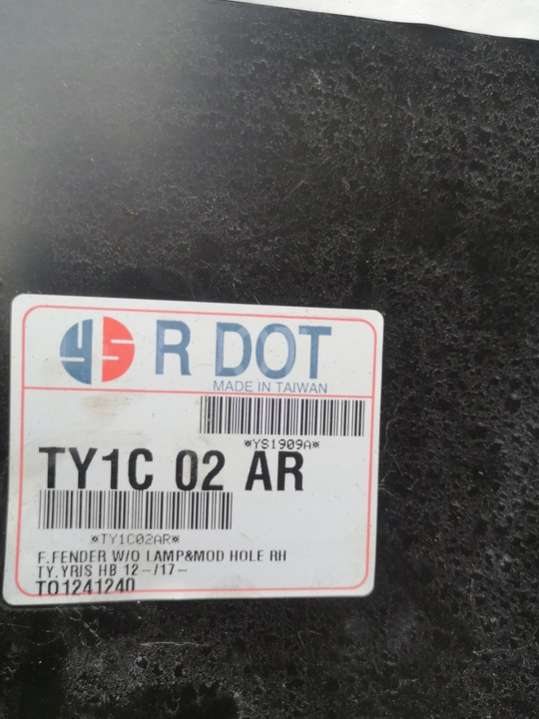 YS R DOT
MADE IN TAIWAN
*YS1909A*
TY1C 02 AR
*TY1C02AR*
F.FENDER W/O LAMP&MOD HOLE RH
TY.YRIS HB 12-/17-
TO1241240